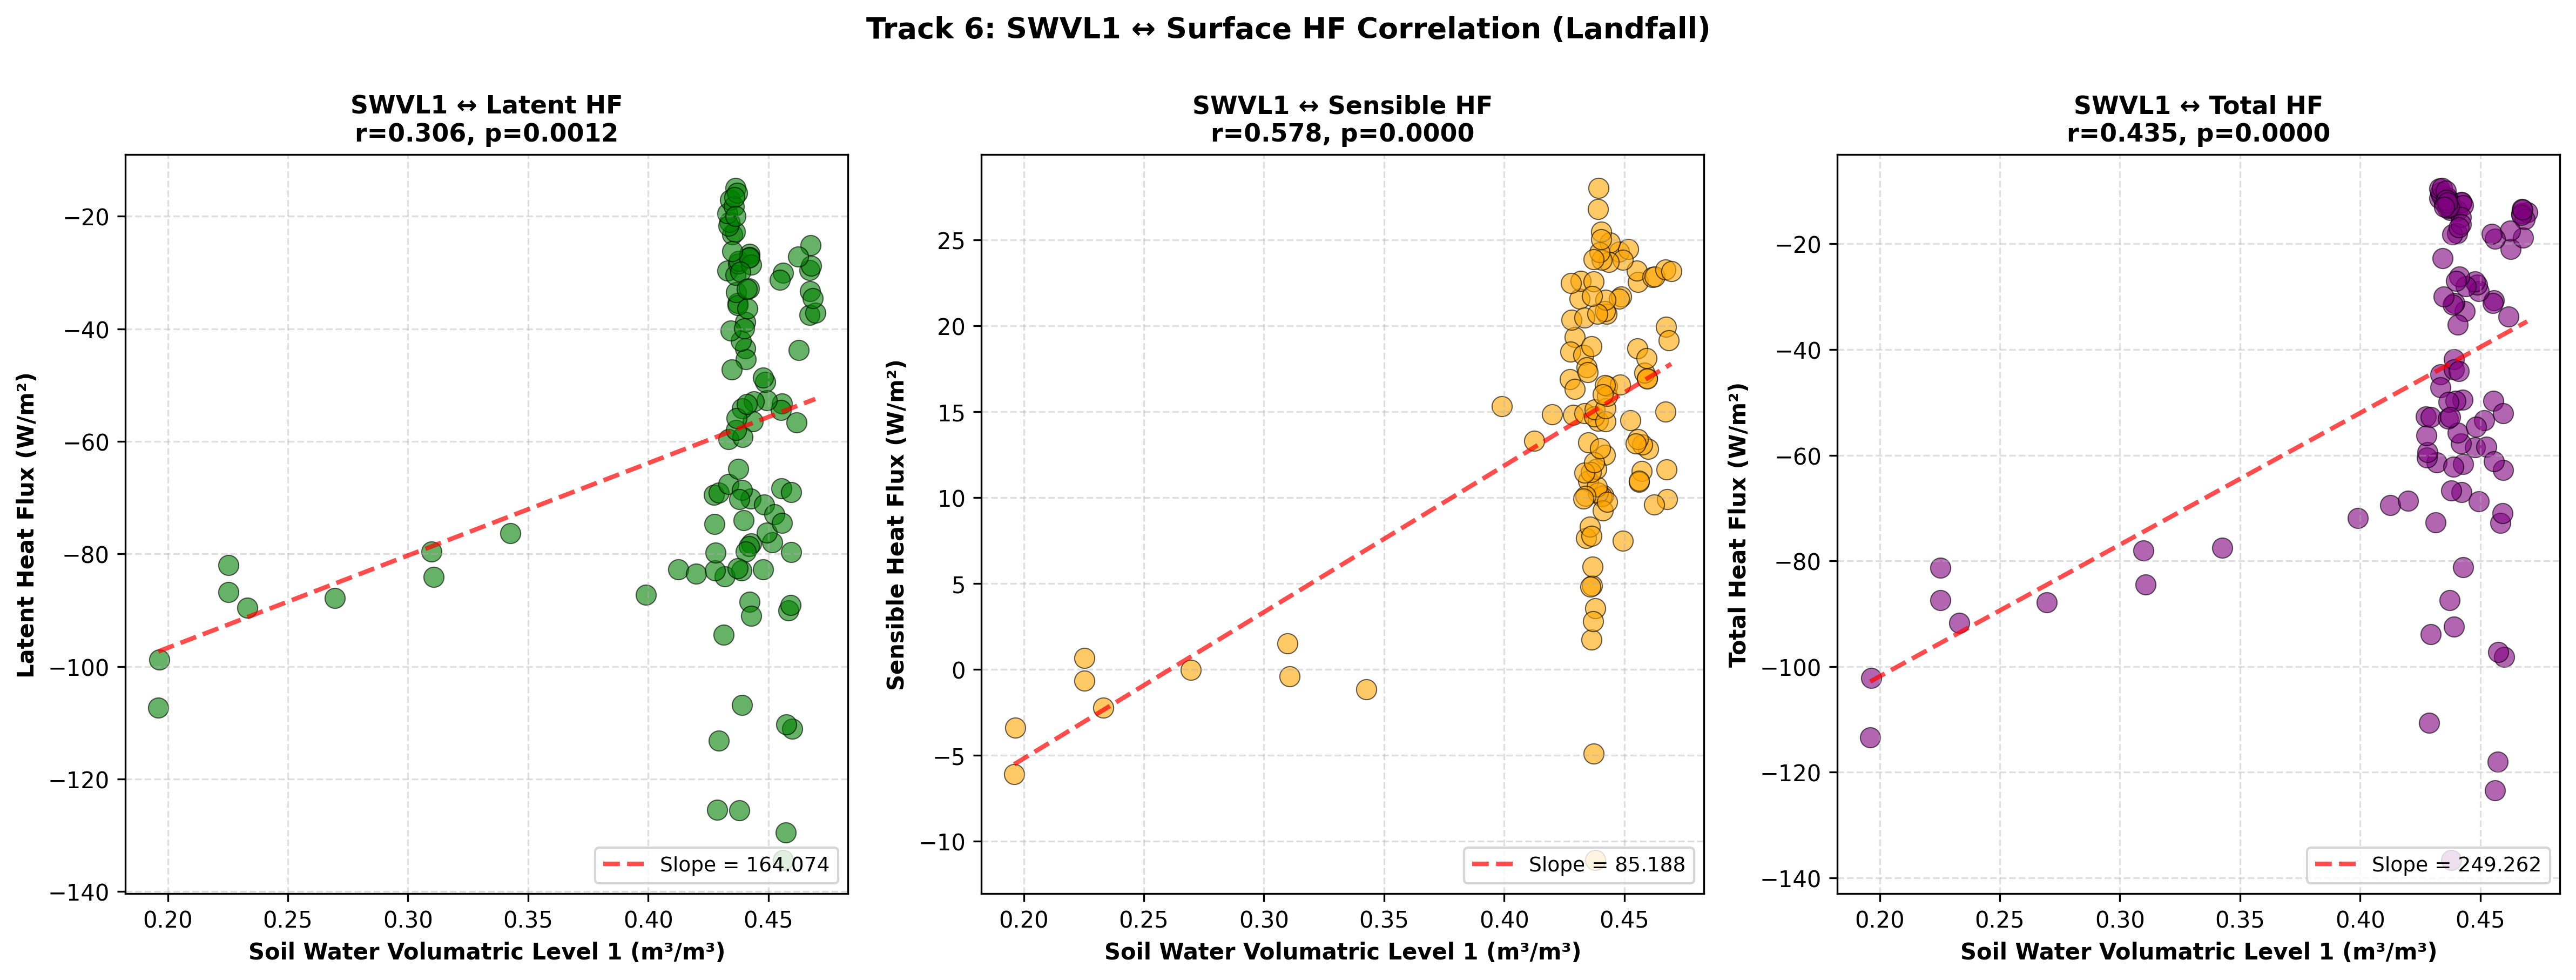 Track 6: SWVL1 ↔ Surface HF Correlation (Landfall)
SWVL1 ↔ Latent HF
r=0.306, p=0.0012
−20
−40
−60
−80
−100
−120
−140
Latent Heat Flux (W/m²)
0.20 0.25 0.30 0.35 0.40 0.45
Soil Water Volumatric Level 1 (m³/m³)
Slope = 164.074
SWVL1 ↔ Sensible HF
r=0.578, p=0.0000
25
20
15
10
5
0
−5
−10
Sensible Heat Flux (W/m²)
0.20 0.25 0.30 0.35 0.40 0.45
Soil Water Volumatric Level 1 (m³/m³)
Slope = 85.188
SWVL1 ↔ Total HF
r=0.435, p=0.0000
−20
−40
−60
−80
−100
−120
−140
Total Heat Flux (W/m²)
0.20 0.25 0.30 0.35 0.40 0.45
Soil Water Volumatric Level 1 (m³/m³)
Slope = 249.262